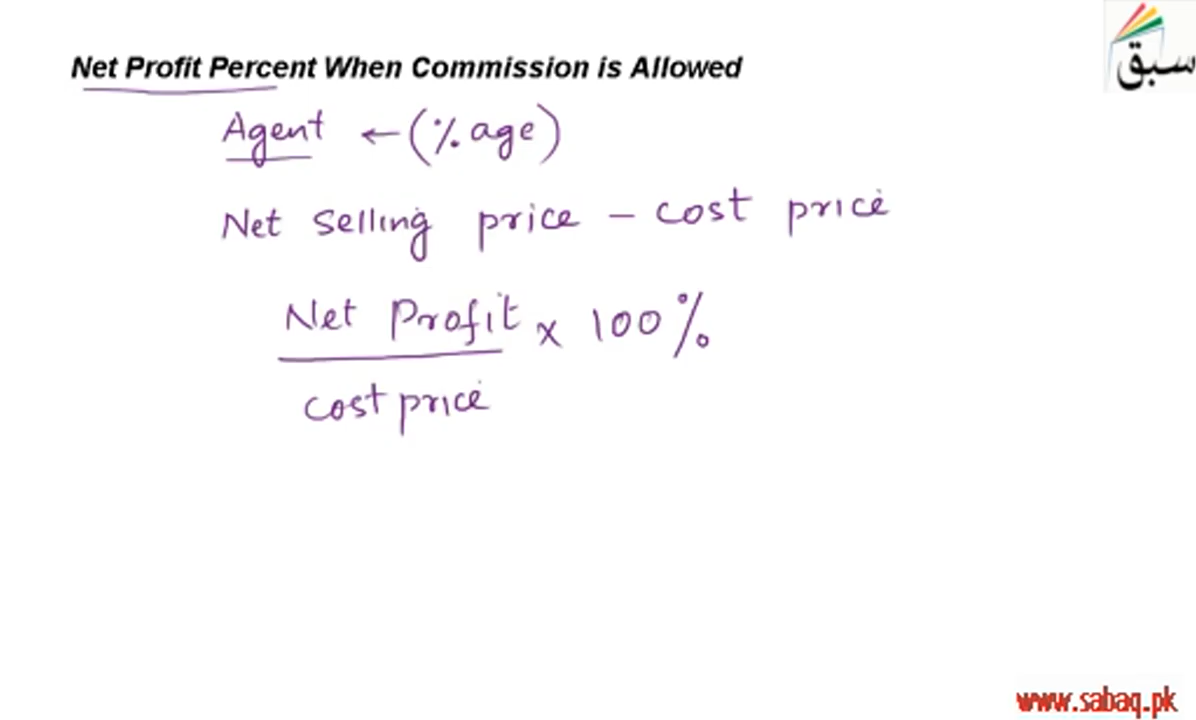 سبق
Net Profit Percent When Commission is Allowed
Agent ← (% age)
Net Selling price – cost price
Net Profit × 100%
cost price
www.sabaq.pk